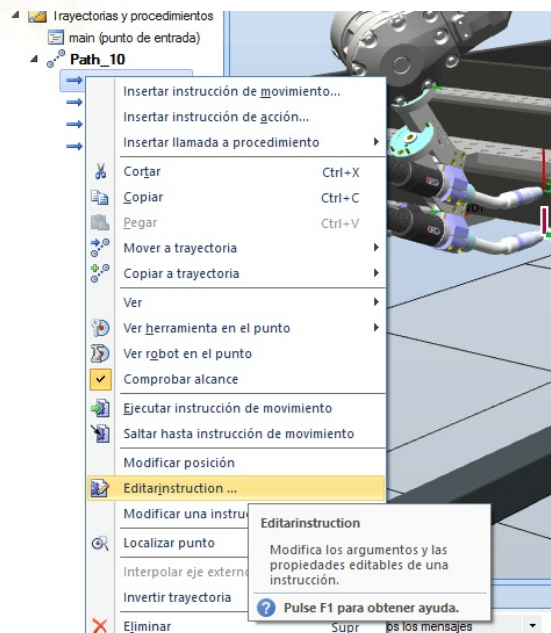 Trayectorias y procedimientos
main (punto de entrada)
Path_10
Insertar instrucción de movimiento...
Insertar instrucción de acción...
Insertar llamada a procedimiento
Cortar Ctrl+X
Copiar Ctrl+C
Pegar Ctrl+V
Mover a trayectoria
Copiar a trayectoria
Ver
Ver herramienta en el punto
Ver robot en el punto
Comprobar alcance
Ejecutar instrucción de movimiento
Saltar hasta instrucción de movimiento
Modificar posición
Editarinstruction ...
Modificar una instru
Editarinstruction
Localizar punto
Modifica los argumentos y las
propiedades editables de una
instrucción.
Interpolar eje extern
Invertir trayectoria
Pulse F1 para obtener ayuda.
Eliminar Supr
os los mensajes